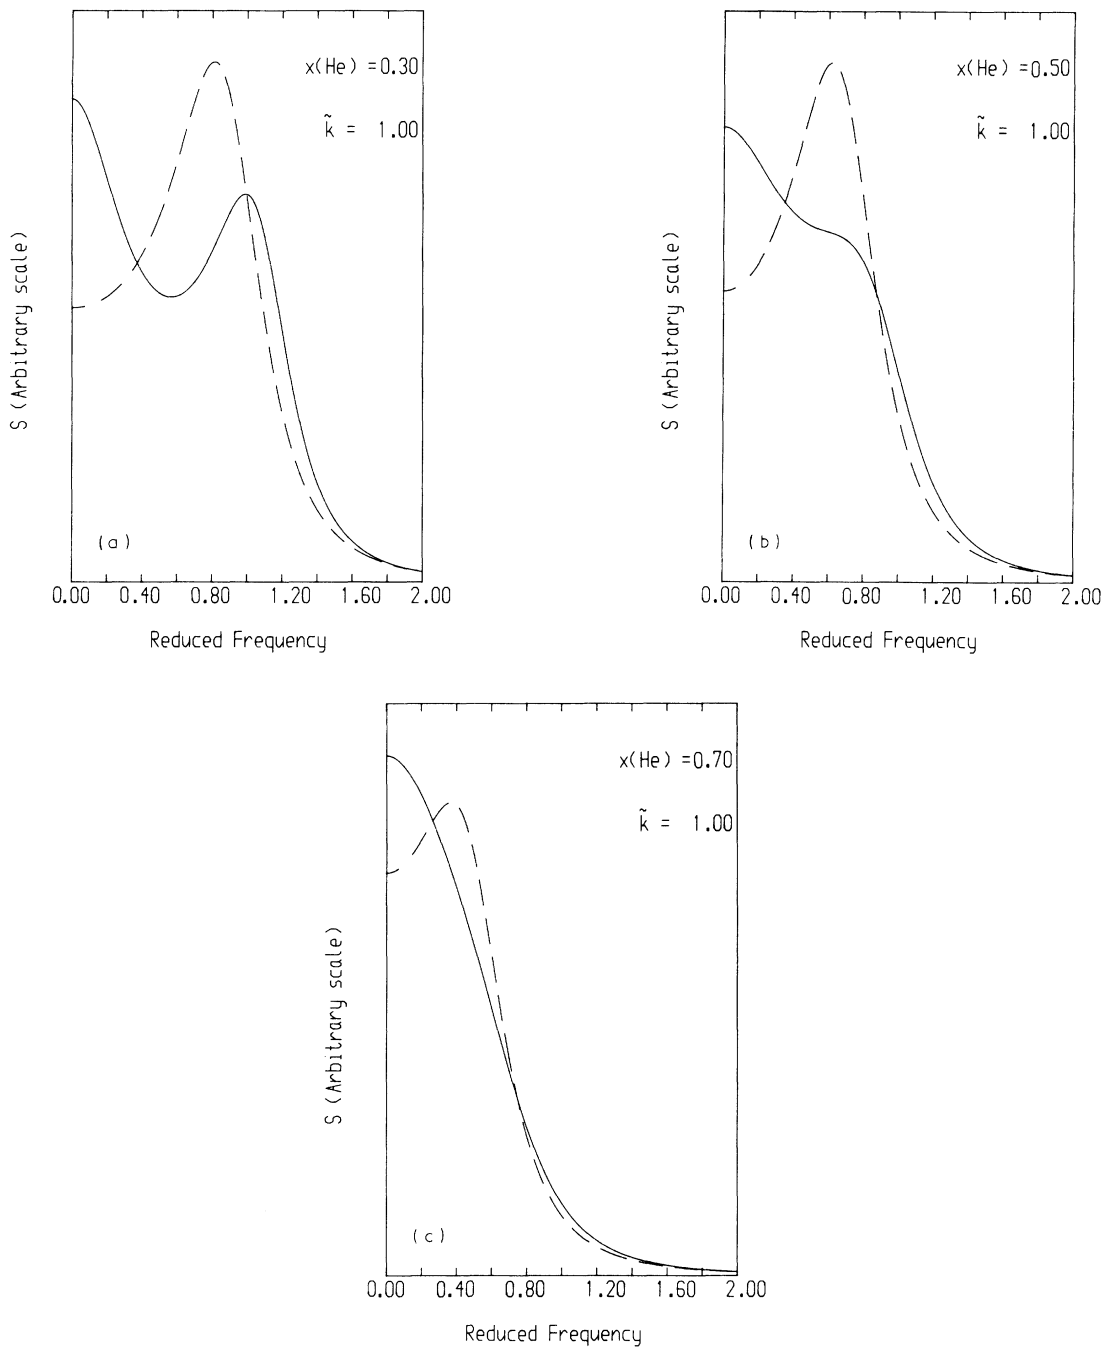 x(He) =0.30
k̃ = 1.00
S (Arbitrary scale)
(a)
0.00 0.40 0.80 1.20 1.60 2.00
Reduced Frequency
x(He) =0.50
k̃ = 1.00
S (Arbitrary scale)
(b)
0.00 0.40 0.80 1.20 1.60 2.00
Reduced Frequency
x(He) =0.70
k̃ = 1.00
S (Arbitrary scale)
(c)
0.00 0.40 0.80 1.20 1.60 2.00
Reduced Frequency